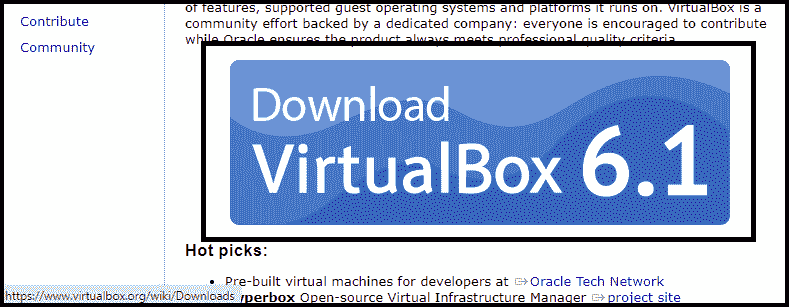 Contribute
Community
of features, supported guest operating systems and platforms it runs on. VirtualBox is a
community effort backed by a dedicated company: everyone is encouraged to contribute
while Oracle ensures the product always meets professional quality criteria.
Download
VirtualBox 6.1
Hot picks:
Pre-built virtual machines for developers at Oracle Tech Network
yperbox Open-source Virtual Infrastructure Manager project site
https://www.virtualbox.org/wiki/Downloads